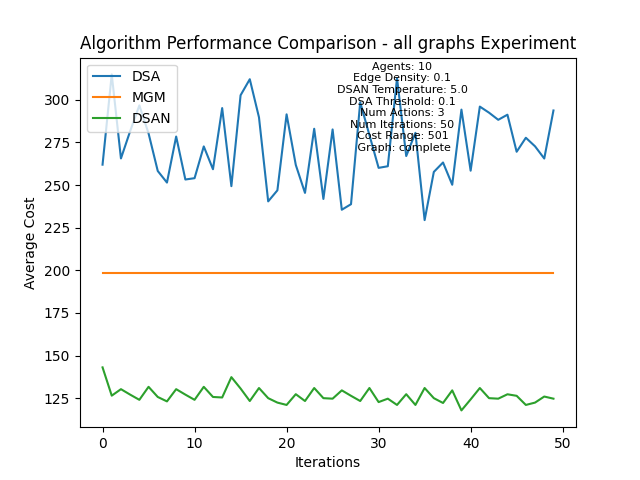 Algorithm Performance Comparison - all graphs Experiment
DSA
MGM
DSAN
Agents: 10
Edge Density: 0.1
DSAN Temperature: 5.0
DSA Threshold: 0.1
Num Actions: 3
Num Iterations: 50
Cost Range: 501
Graph: complete
Average Cost
300
275
250
225
200
175
150
125
0 10 20 30 40 50
Iterations